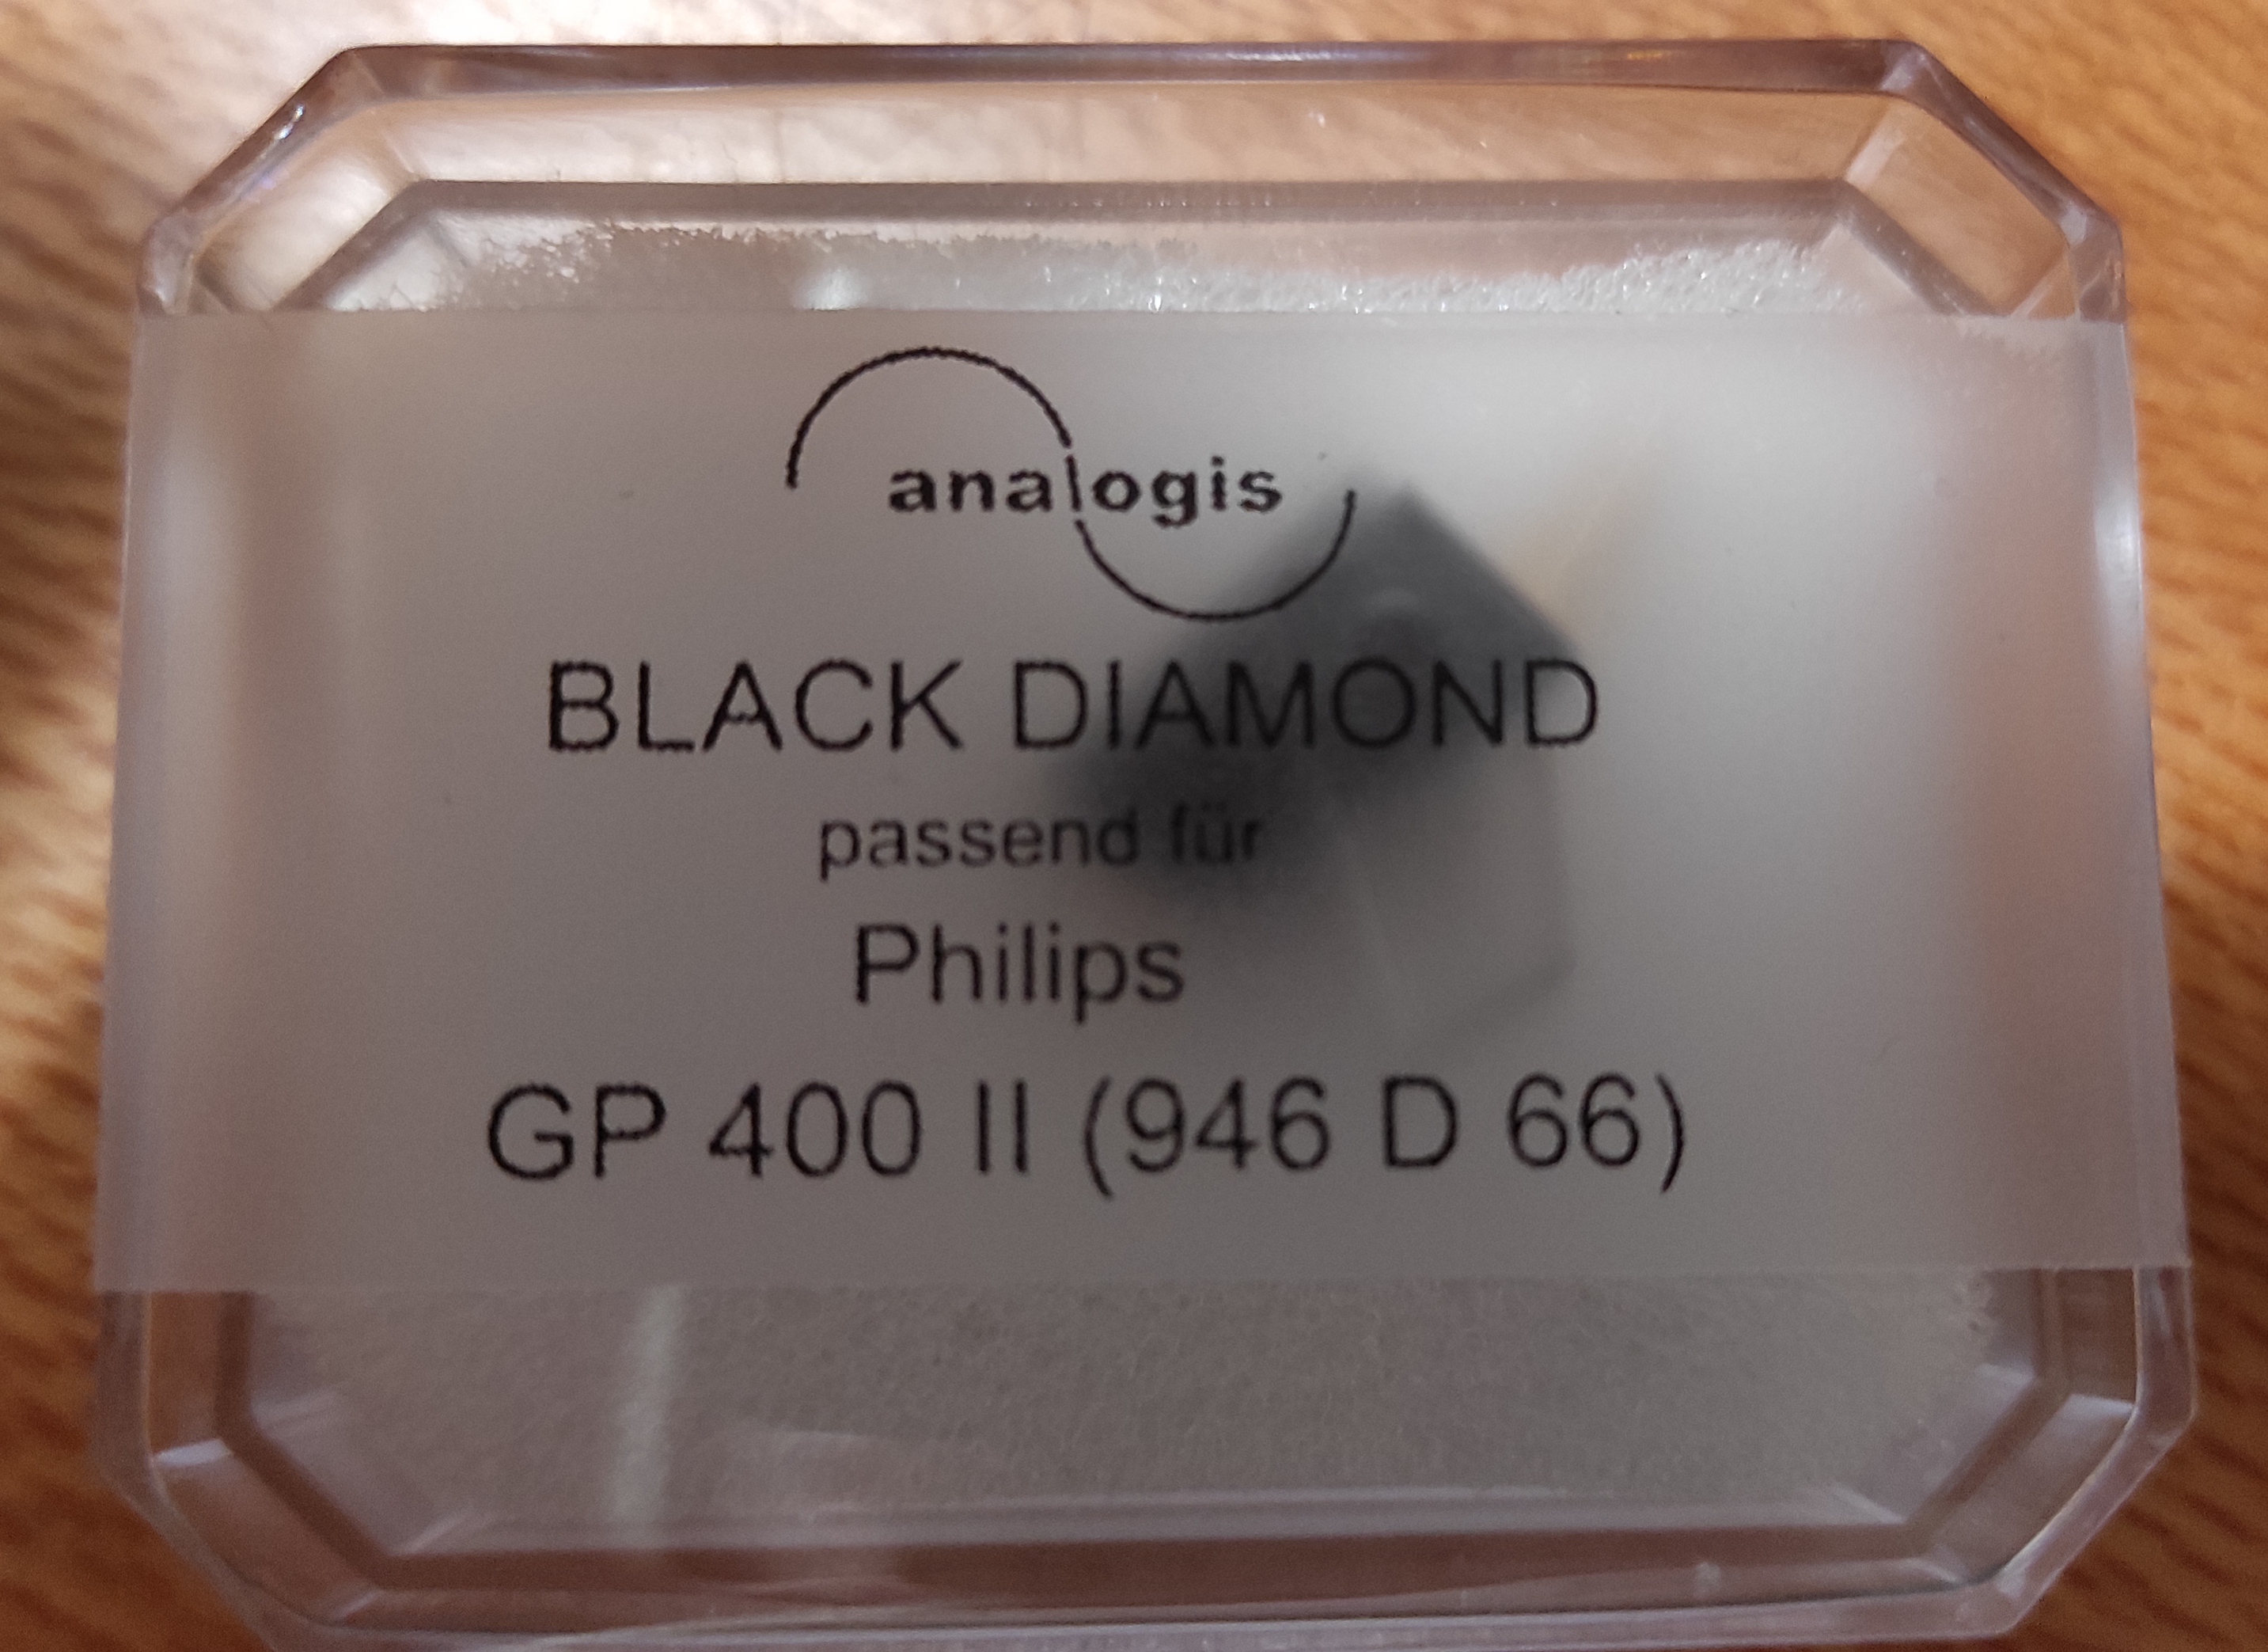 analogis
BLACK DIAMOND
passend für
Philips
GP 400 II (946 D 66)